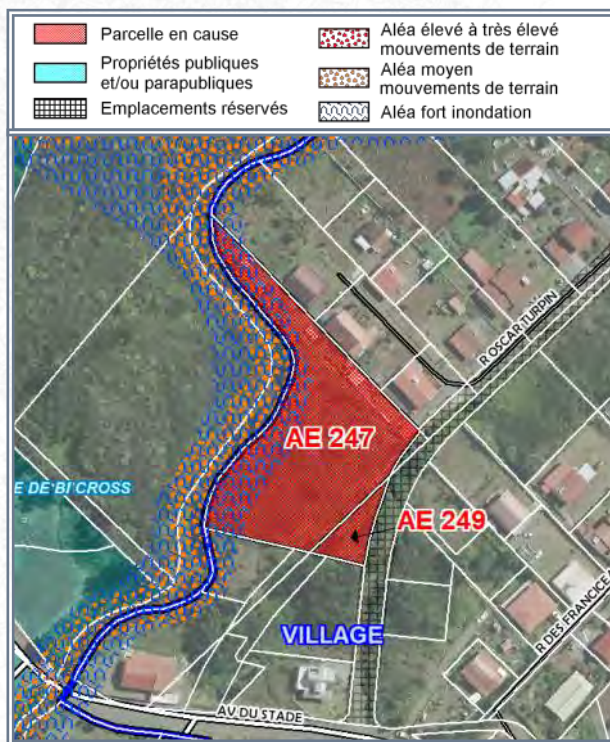 Parcelle en cause
Propriétés publiques
et/ou parapubliques
Emplacements réservés
Aléa élevé à très élevé
mouvements de terrain
Aléa moyen
mouvements de terrain
Aléa fort inondation
R OSCAR TURPIN
AE 247
E DE BI CROSS
AE 249
VILLAGE
R DES FRANCICE
AV DU STADE